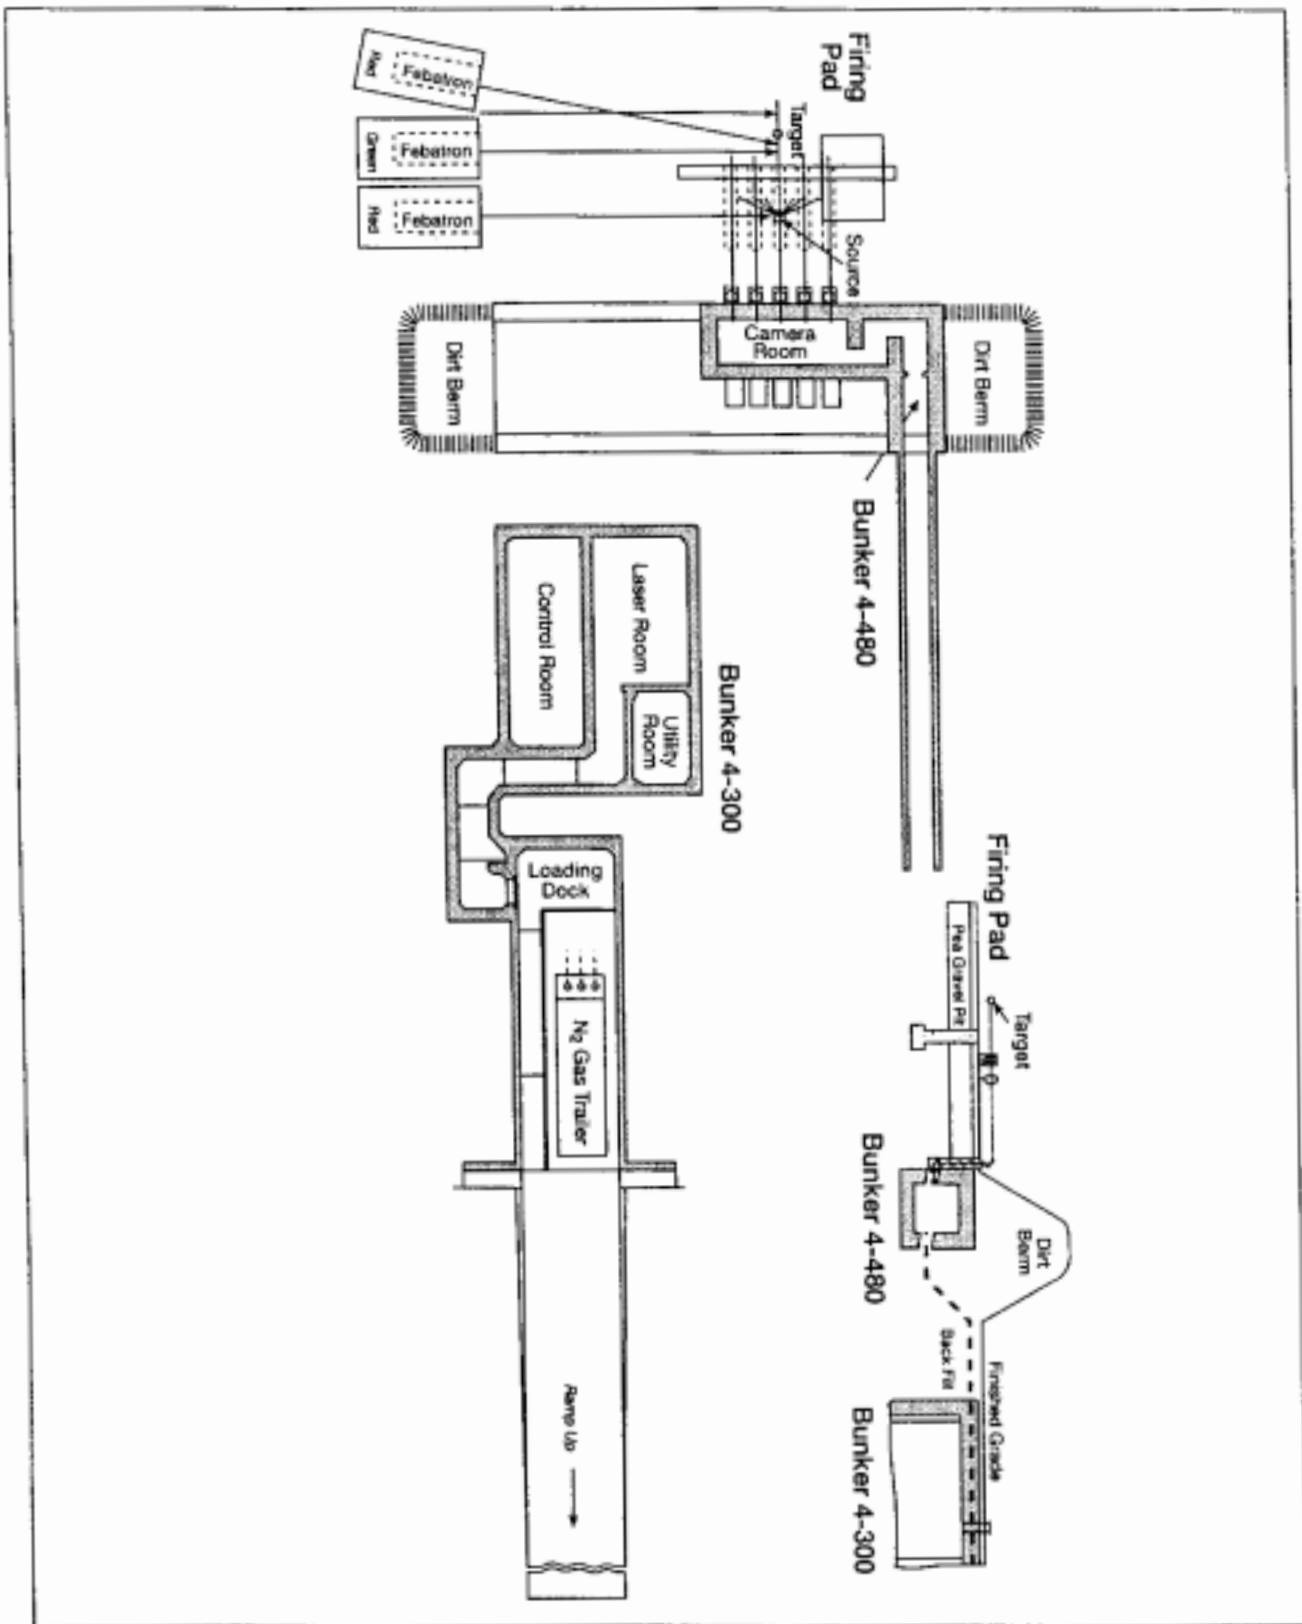 Firing
Pad
Target
Source
Red
Febatron
Green
Febatron
Red
Febatron
Camera
Room
Dirt Berm
Dirt Berm
Bunker 4-480
Bunker 4-300
Laser Room
Control Room
Utility
Room
Loading
Dock
N2 Gas Trailer
Ramp Up
Firing Pad
Pea Gravel Pit
Target
Bunker 4-480
Dirt
Berm
Back Fill
Finished Grade
Bunker 4-300